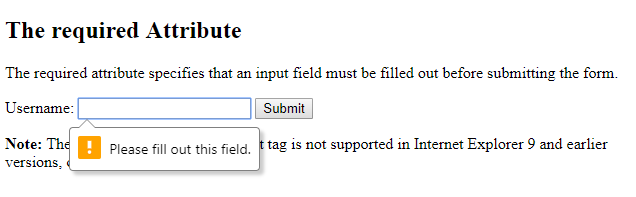 The required Attribute
The required attribute specifies that an input field must be filled out before submitting the form.
Username: Submit
Please fill out this field.
Note: The t tag is not supported in Internet Explorer 9 and earlier
versions,